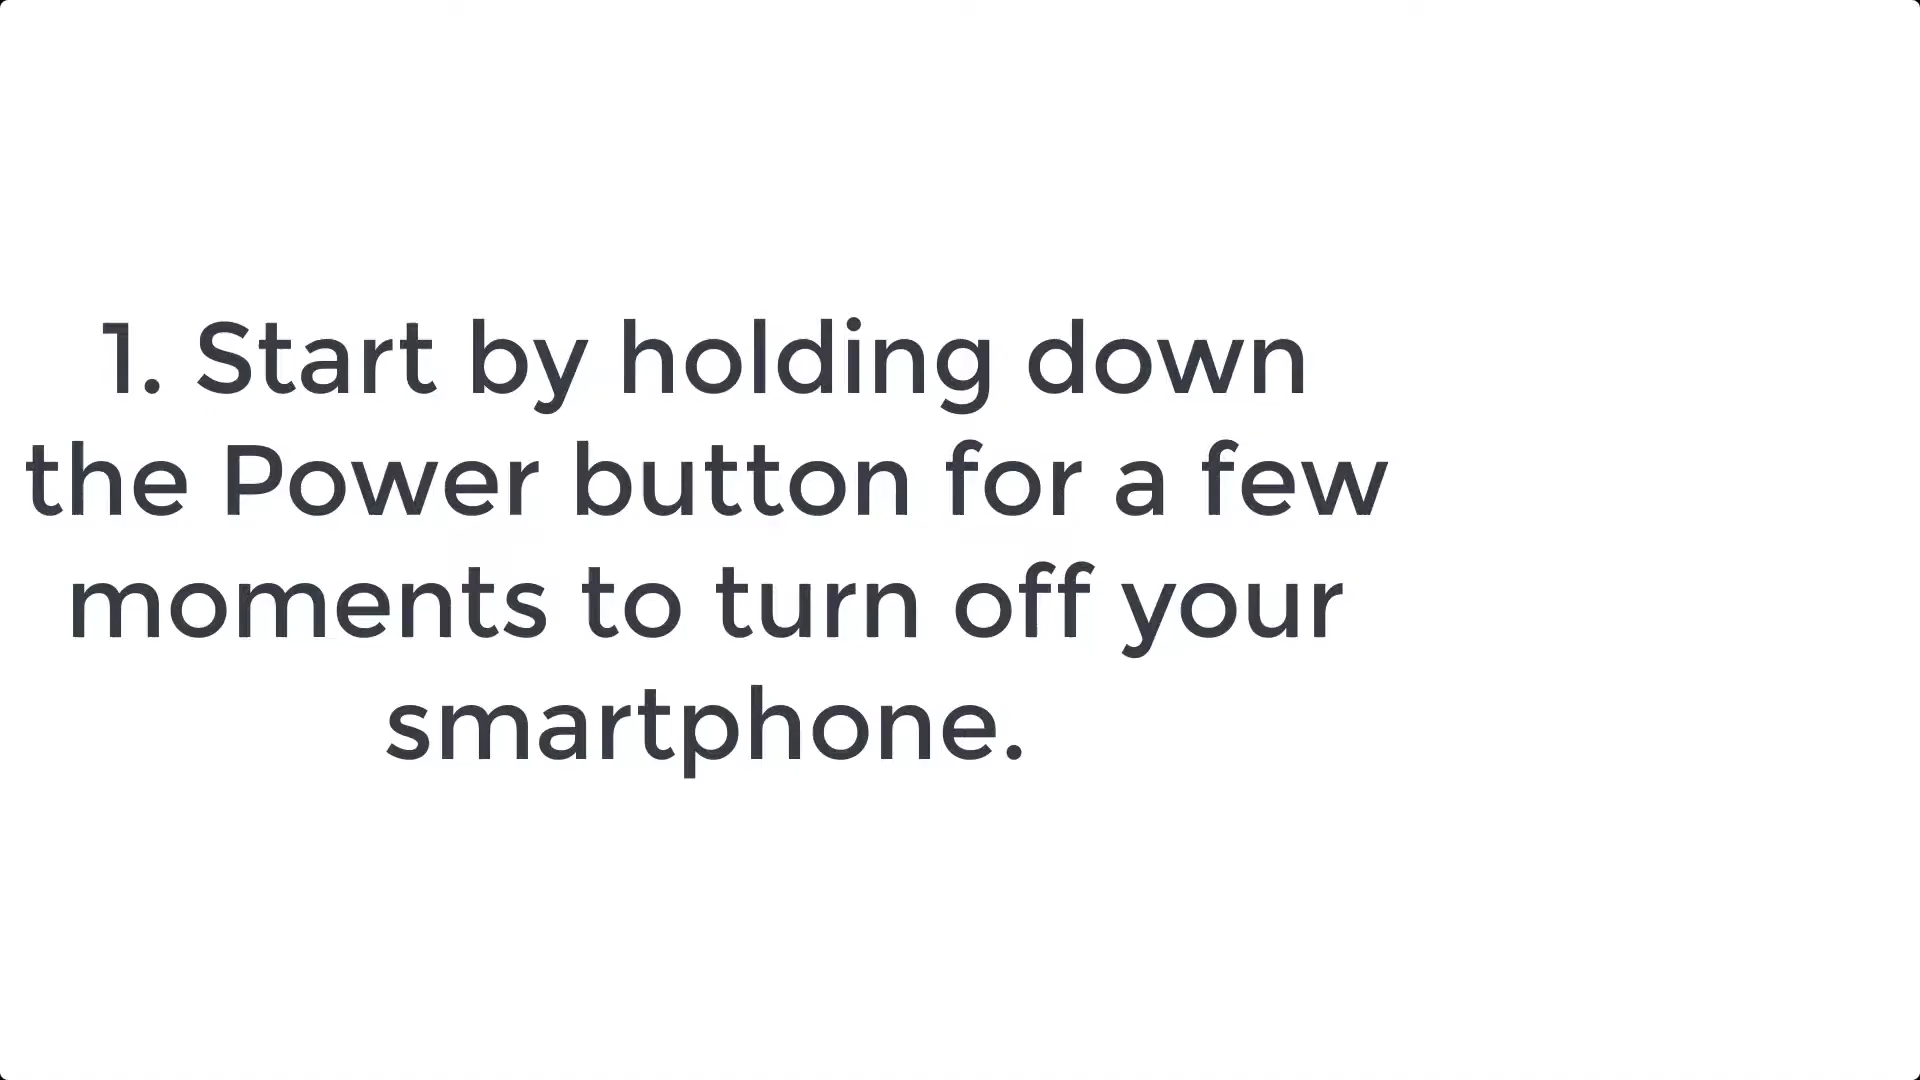 1. Start by holding down
the Power button for a few
moments to turn off your
smartphone.